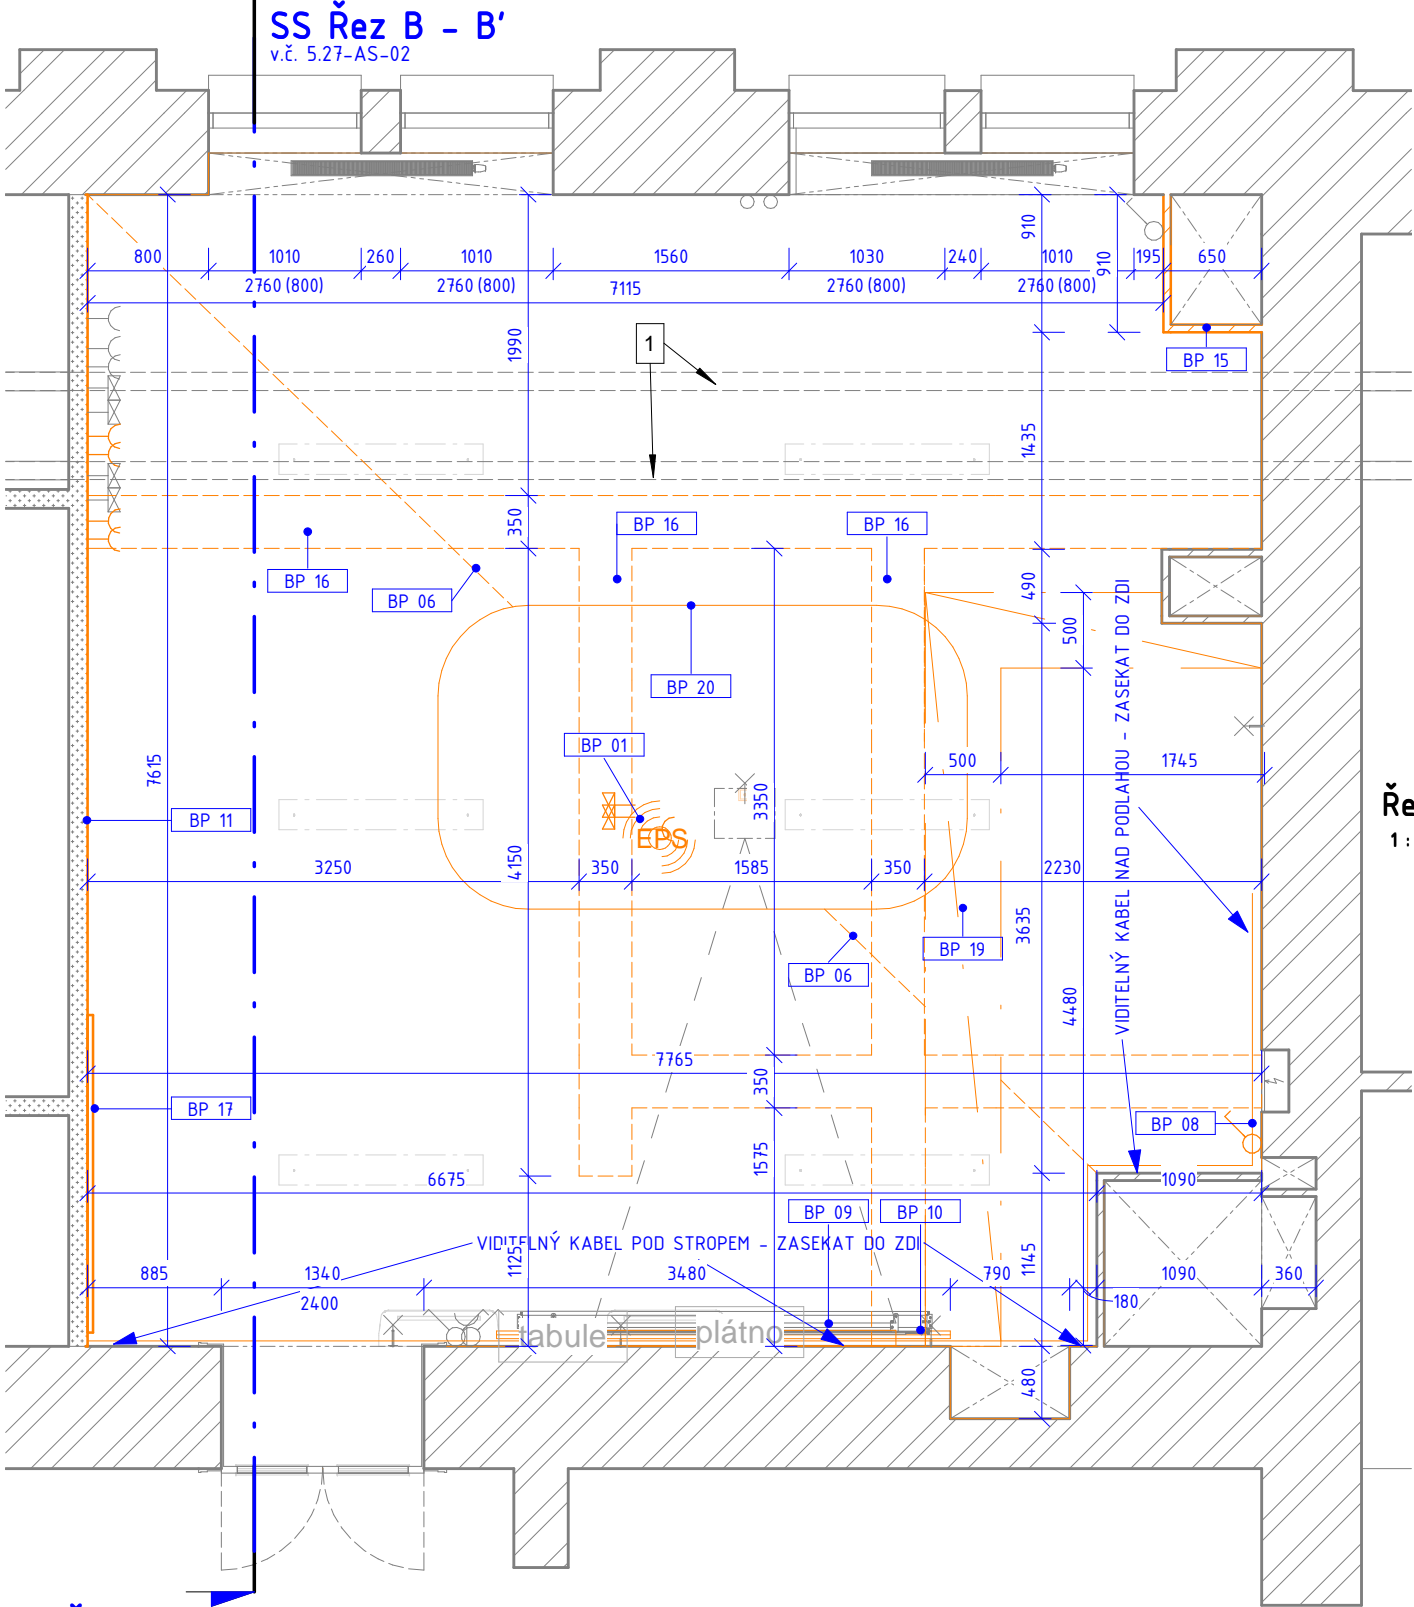 SS Řez B - B'
v.č. 5.27-AS-02
800
1010
260
1010
1560
1030
240
1010
195
650
2760 (800)
2760 (800)
7115
2760 (800)
2760 (800)
910
910
1990
1
BP 15
1435
350
BP 16
BP 16
BP 16
BP 06
490
500
BP 20
BP 01
7615
500
1745
3350
BP 11
EPS
Ře
1 :
3250
350
1585
350
2230
4150
3635
BP 19
BP 06
VIDITELNÝ KABEL NAD PODLAHOU - ZASEKAT DO ZDI
4480
7765
350
BP 17
BP 08
1575
6675
1090
BP 09
BP 10
VIDITELNÝ KABEL POD STROPEM - ZASEKAT DO ZDI
1125
1145
885
1340
3480
790
1090
360
2400
180
tabule
plátno
480